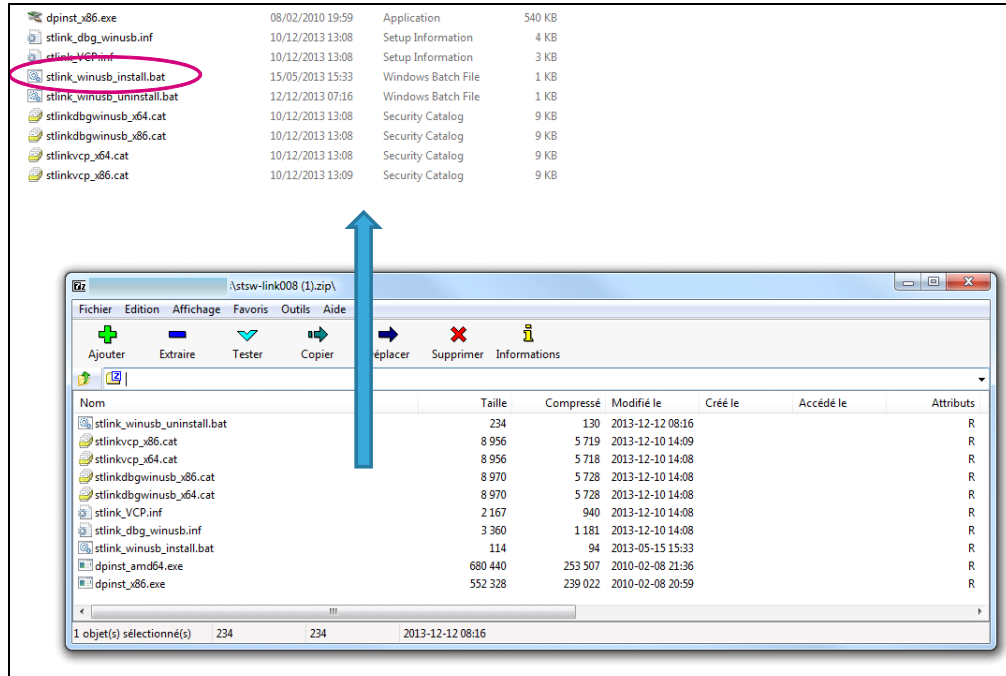 dpinst_x86.exe 08/02/2010 19:59 Application 540 KB
stlink_dbg_winusb.inf 10/12/2013 13:08 Setup Information 4 KB
stlink_VCP.inf 10/12/2013 13:08 Setup Information 3 KB
stlink_winusb_install.bat 15/05/2013 15:33 Windows Batch File 1 KB
stlink_winusb_uninstall.bat 12/12/2013 07:16 Windows Batch File 1 KB
stlinkdbgwinusb_x64.cat 10/12/2013 13:08 Security Catalog 9 KB
stlinkdbgwinusb_x86.cat 10/12/2013 13:08 Security Catalog 9 KB
stlinkvcp_x64.cat 10/12/2013 13:08 Security Catalog 9 KB
stlinkvcp_x86.cat 10/12/2013 13:09 Security Catalog 9 KB
:\stsw-link008 (1).zip\
Fichier Edition Affichage Favoris Outils Aide
Ajouter Extraire Tester Copier éplacer Supprimer Informations
Nom Taille Compressé Modifié le Créé le Accédé le Attributs
stlink_winusb_uninstall.bat 234 130 2013-12-12 08:16 R
stlinkvcp_x86.cat 8 956 5 719 2013-12-10 14:09 R
stlinkvcp_x64.cat 8 956 5 718 2013-12-10 14:08 R
stlinkdbgwinusb_x86.cat 8 970 5 728 2013-12-10 14:08 R
stlinkdbgwinusb_x64.cat 8 970 5 728 2013-12-10 14:08 R
stlink_VCP.inf 2 167 940 2013-12-10 14:08 R
stlink_dbg_winusb.inf 3 360 1 181 2013-12-10 14:08 R
stlink_winusb_install.bat 114 94 2013-05-15 15:33 R
dpinst_amd64.exe 680 440 253 507 2010-02-08 21:36 R
dpinst_x86.exe 552 328 239 022 2010-02-08 20:59 R
1 objet(s) sélectionné(s) 234 234 2013-12-12 08:16